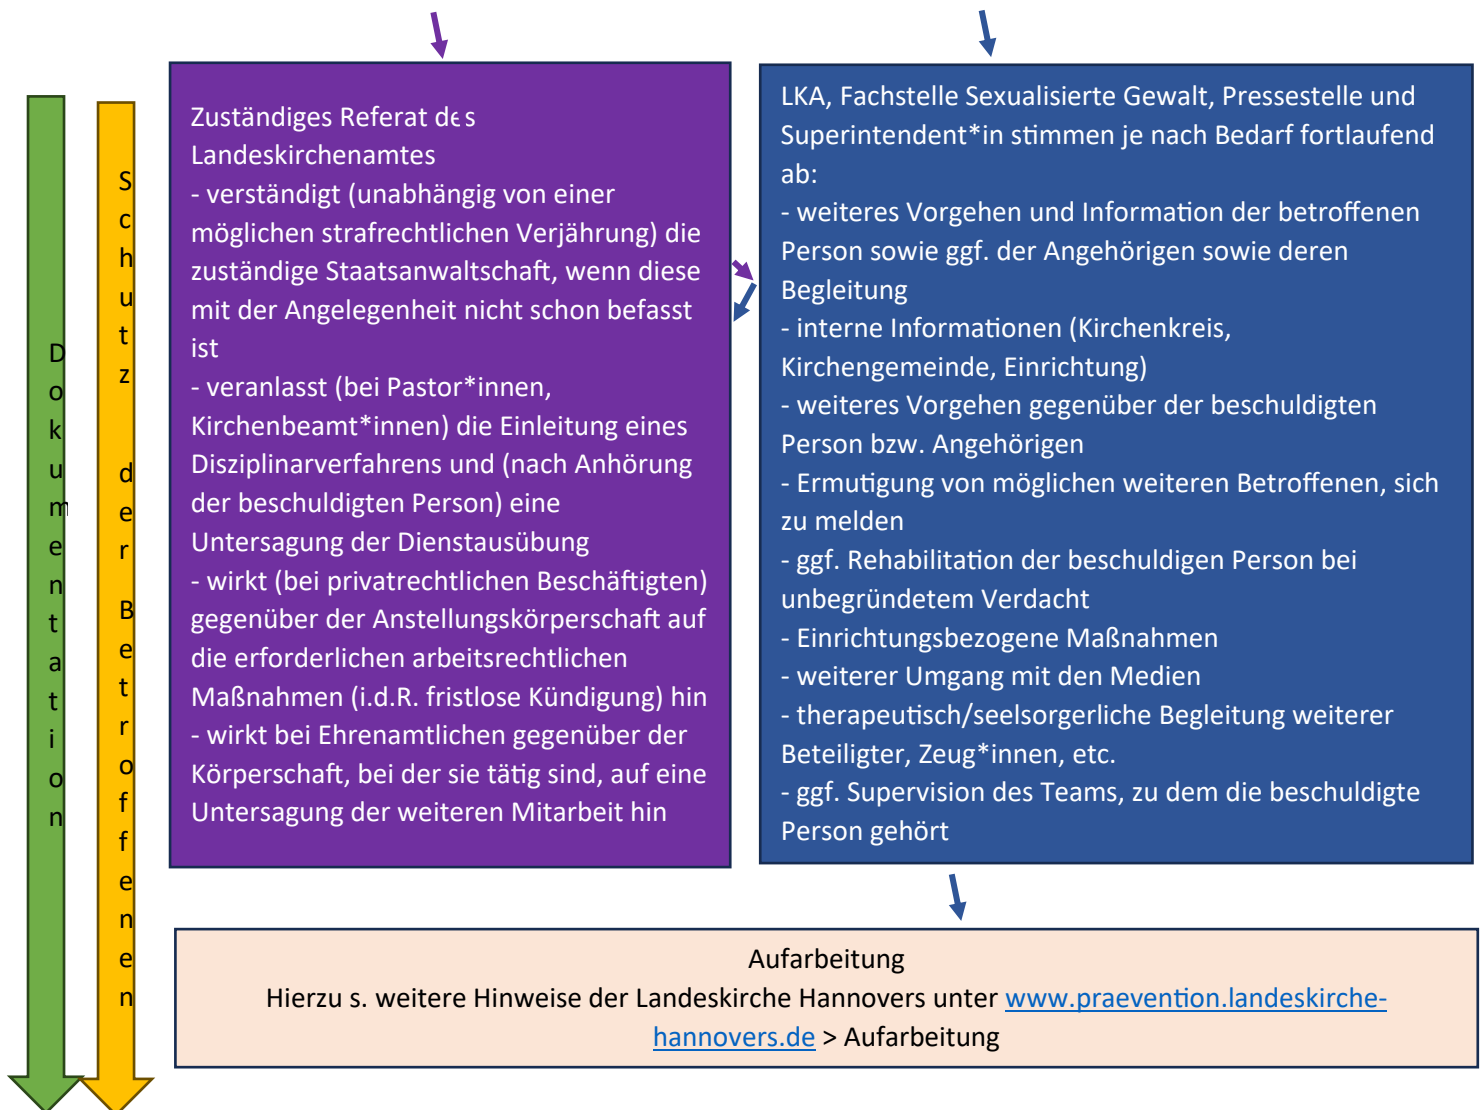 Dokumentation
Schutz der Betroffenen
Zuständiges Referat des
Landeskirchenamtes
- verständigt (unabhängig von einer
möglichen strafrechtlichen Verjährung) die
zuständige Staatsanwaltschaft, wenn diese
mit der Angelegenheit nicht schon befasst
ist
- veranlasst (bei Pastor*innen,
Kirchenbeamt*innen) die Einleitung eines
Disziplinarverfahrens und (nach Anhörung
der beschuldigten Person) eine
Untersagung der Dienstausübung
- wirkt (bei privatrechtlichen Beschäftigten)
gegenüber der Anstellungskörperschaft auf
die erforderlichen arbeitsrechtlichen
Maßnahmen (i.d.R. fristlose Kündigung) hin
- wirkt bei Ehrenamtlichen gegenüber der
Körperschaft, bei der sie tätig sind, auf eine
Untersagung der weiteren Mitarbeit hin
LKA, Fachstelle Sexualisierte Gewalt, Pressestelle und
Superintendent*in stimmen je nach Bedarf fortlaufend
ab:
- weiteres Vorgehen und Information der betroffenen
Person sowie ggf. der Angehörigen sowie deren
Begleitung
- interne Informationen (Kirchenkreis,
Kirchengemeinde, Einrichtung)
- weiteres Vorgehen gegenüber der beschuldigten
Person bzw. Angehörigen
- Ermutigung von möglichen weiteren Betroffenen, sich
zu melden
- ggf. Rehabilitation der beschuldigen Person bei
unbegründetem Verdacht
- Einrichtungsbezogene Maßnahmen
- weiterer Umgang mit den Medien
- therapeutisch/seelsorgerliche Begleitung weiterer
Beteiligter, Zeug*innen, etc.
- ggf. Supervision des Teams, zu dem die beschuldigte
Person gehört
Aufarbeitung
Hierzu s. weitere Hinweise der Landeskirche Hannovers unter www.praevention.landeskirche-
hannovers.de > Aufarbeitung